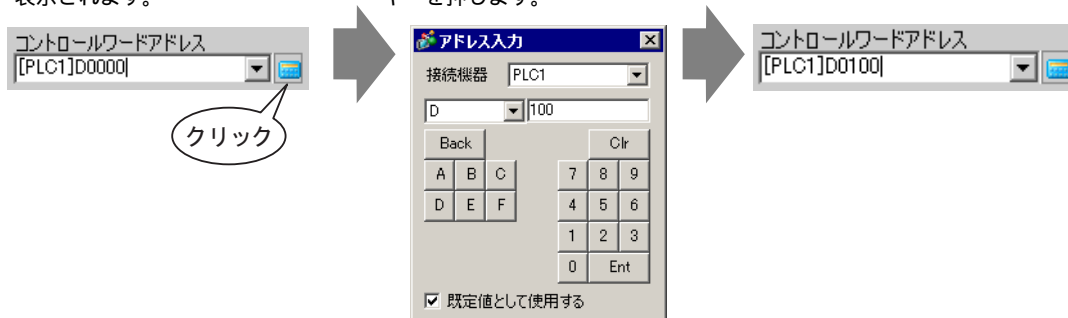 表示されます。
キーを押します。
コントロールワードアドレス
[PLC1]D0000
クリック
アドレス入力
接続機器 PLC1
D 100
Back Clr
A B C 7 8 9
D E F 4 5 6
1 2 3
0 Ent
既定値として使用する
コントロールワードアドレス
[PLC1]D0100